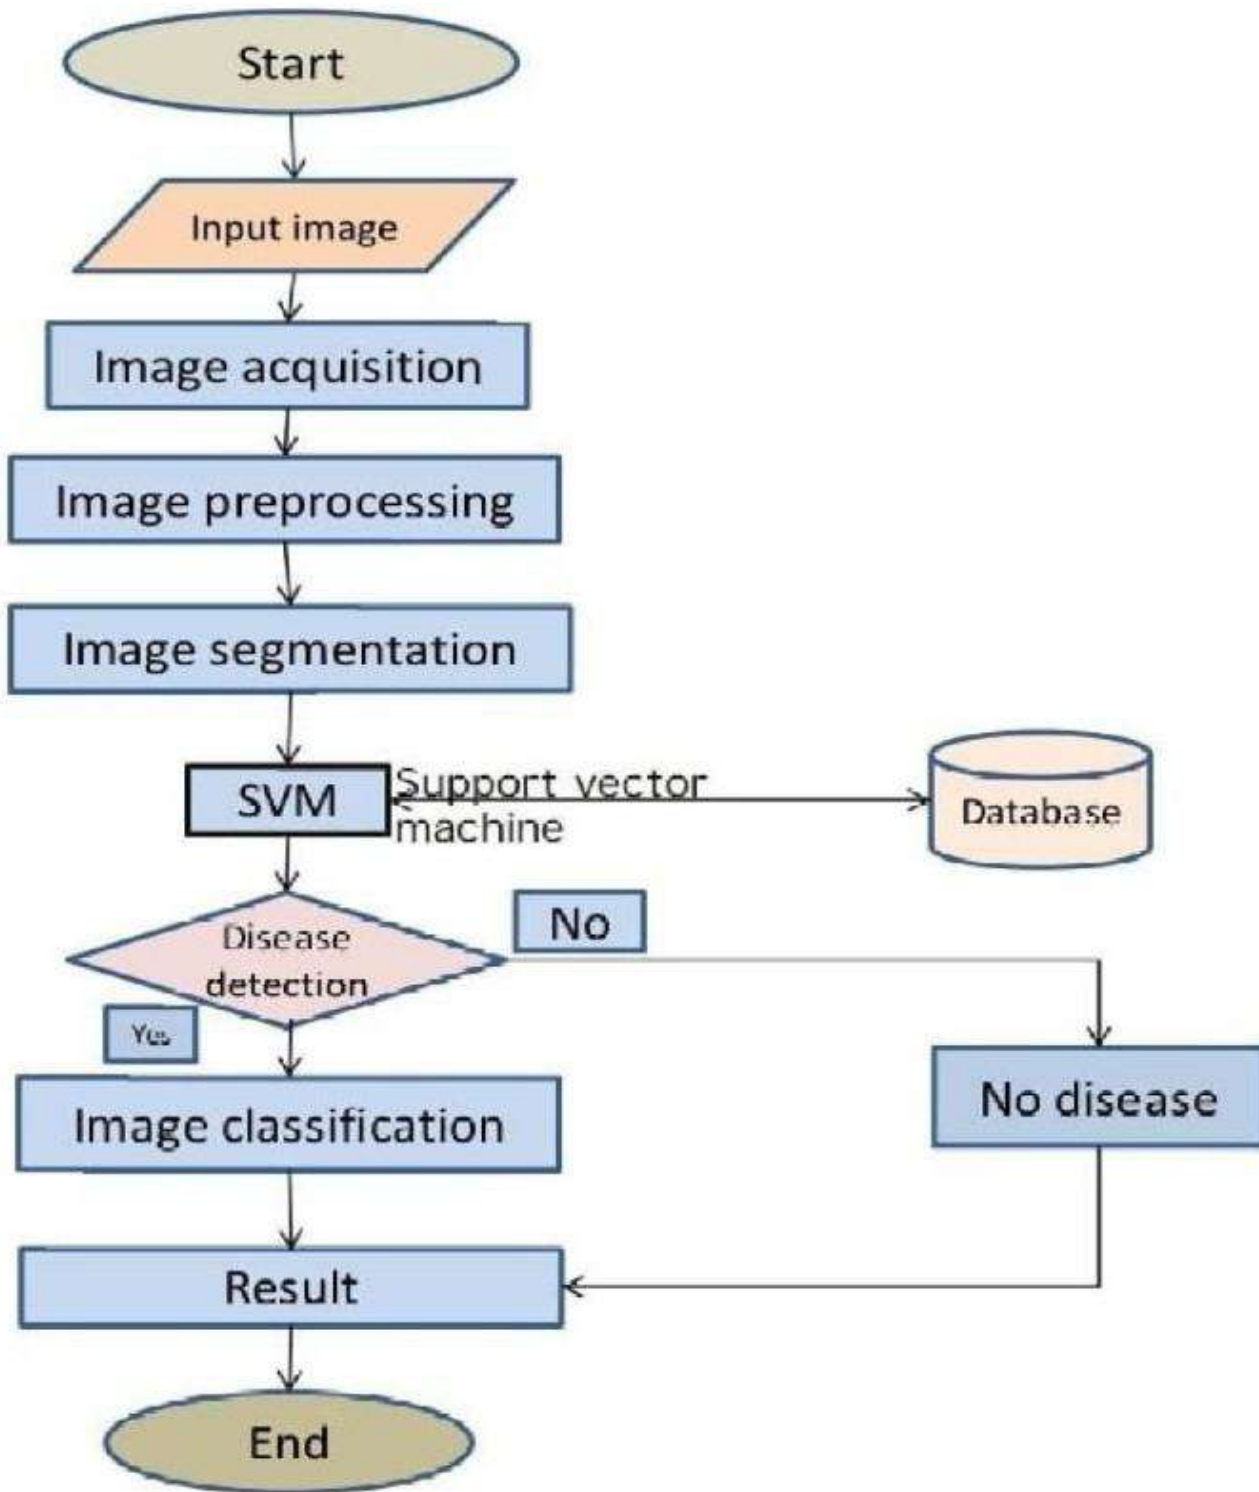 Start
Input image
Image acquisition
Image preprocessing
Image segmentation
SVM
Support vector
machine
Database
Disease
detection
No
Yes
Image classification
No disease
Result
End